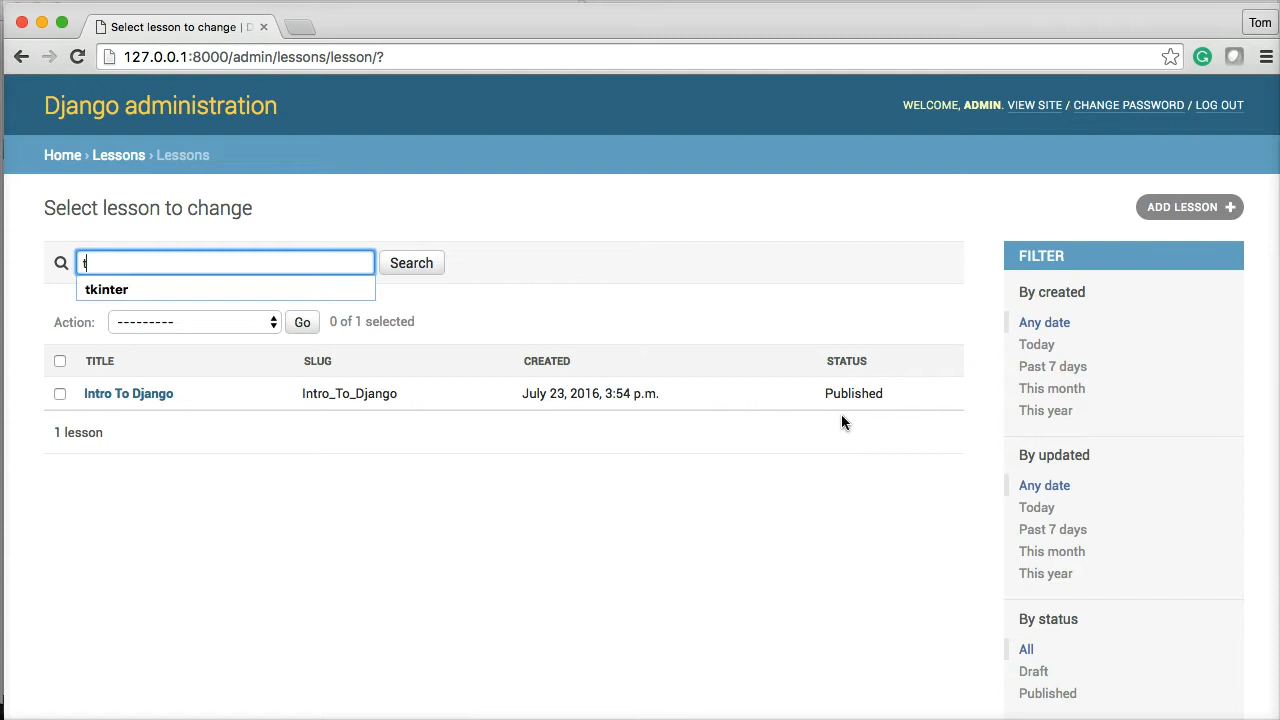 Select lesson to change | D
Tom
127.0.0.1:8000/admin/lessons/lesson/?
Django administration
WELCOME, ADMIN. VIEW SITE / CHANGE PASSWORD / LOG OUT
Home › Lessons › Lessons
Select lesson to change
ADD LESSON +
t
Search
tkinter
Action: --------- Go 0 of 1 selected
TITLE SLUG CREATED STATUS
Intro To Django Intro_To_Django July 23, 2016, 3:54 p.m. Published
1 lesson
FILTER
By created
Any date
Today
Past 7 days
This month
This year
By updated
Any date
Today
Past 7 days
This month
This year
By status
All
Draft
Published